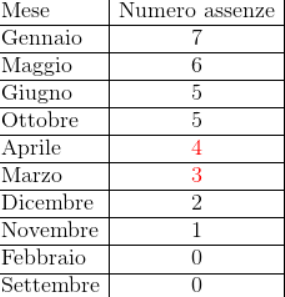 Mese Numero assenze
Gennaio 7
Maggio 6
Giugno 5
Ottobre 5
Aprile 4
Marzo 3
Dicembre 2
Novembre 1
Febbraio 0
Settembre 0